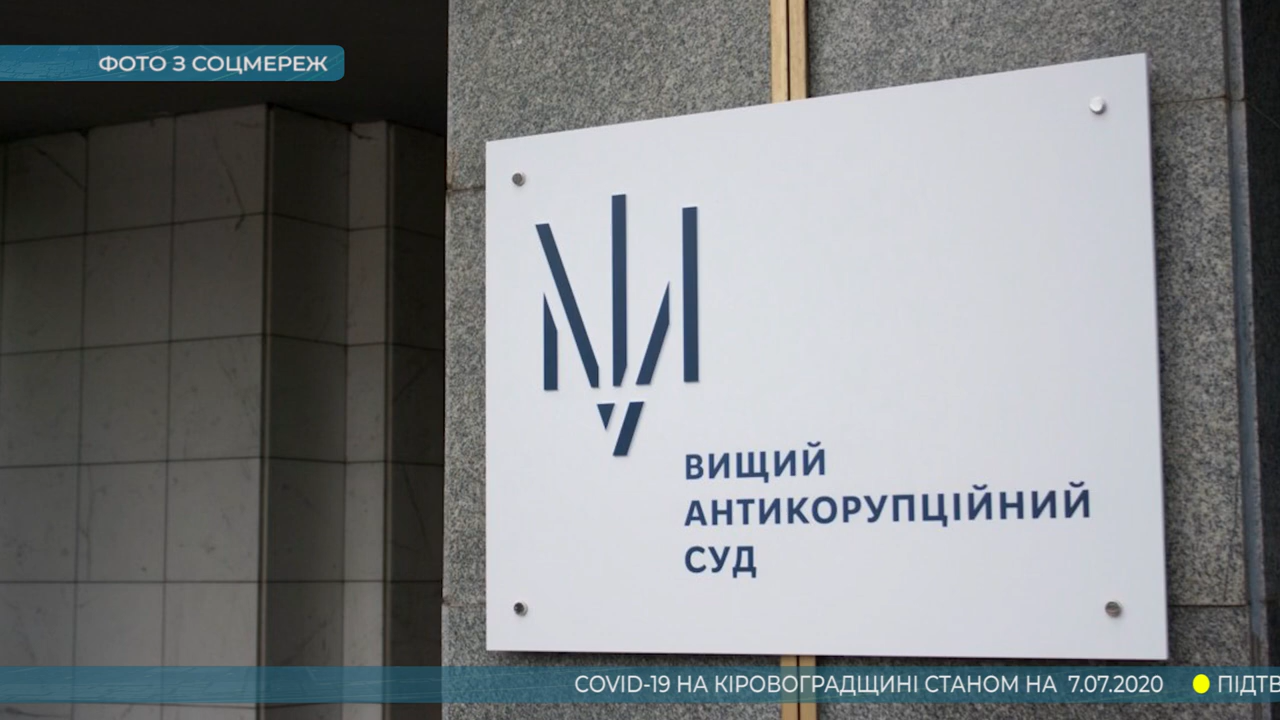 ФОТО З СОЦМЕРЕЖ
ВИЩИЙ
АНТИКОРУПЦІЙНИЙ
СУД
COVID-19 НА КІРОВОГРАДЩИНІ СТАНОМ НА 7.07.2020